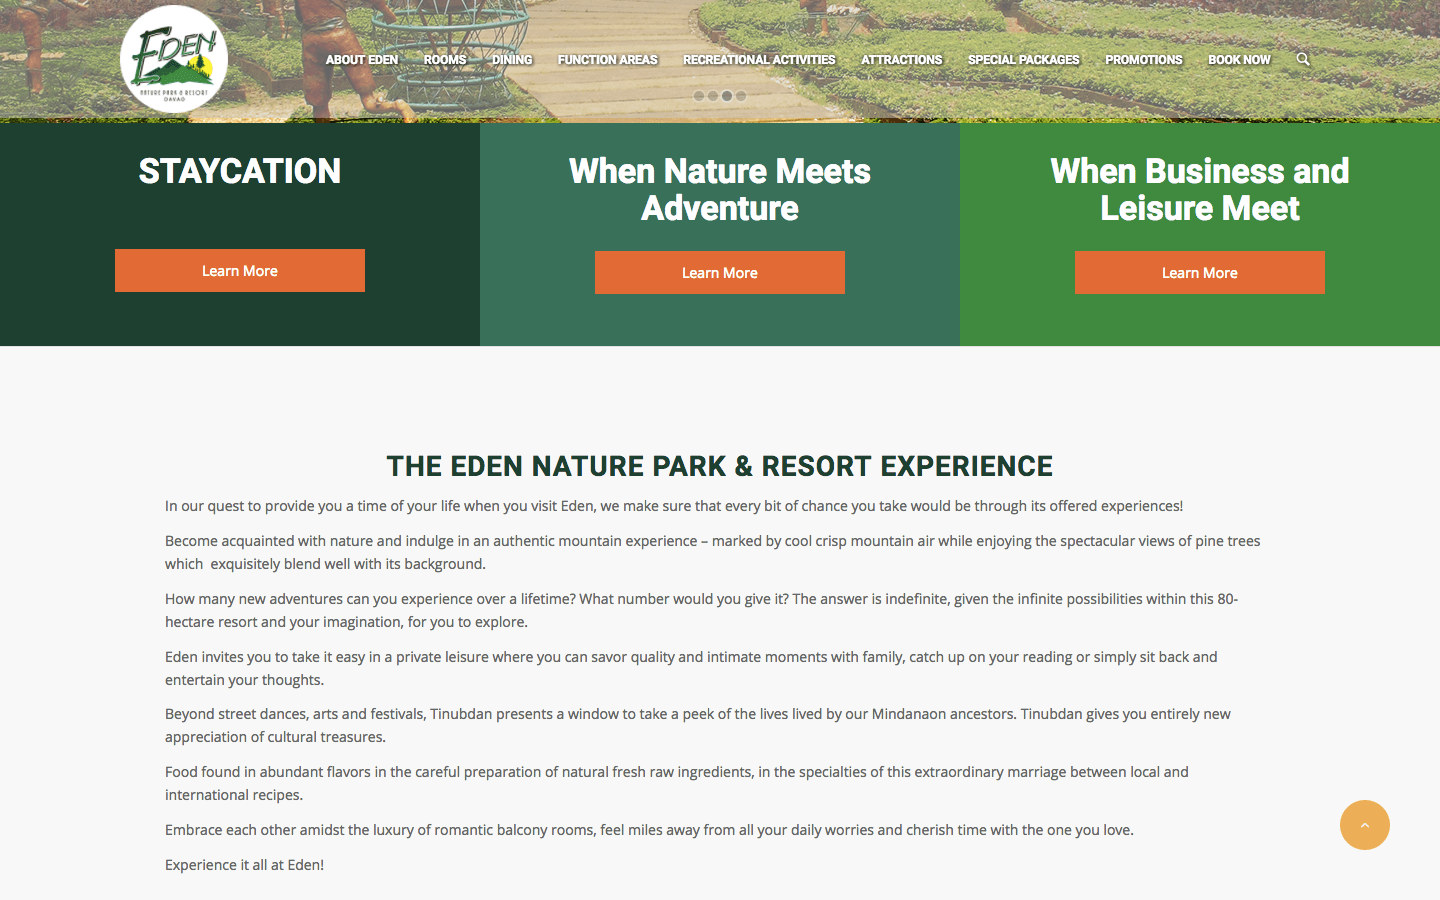 EDEN
NATURE PARK & RESORT
DAVAO
ABOUT EDEN ROOMS DINING FUNCTION AREAS RECREATIONAL ACTIVITIES ATTRACTIONS SPECIAL PACKAGES PROMOTIONS BOOK NOW
STAYCATION
Learn More
When Nature Meets
Adventure
Learn More
When Business and
Leisure Meet
Learn More
THE EDEN NATURE PARK & RESORT EXPERIENCE
In our quest to provide you a time of your life when you visit Eden, we make sure that every bit of chance you take would be through its offered experiences!
Become acquainted with nature and indulge in an authentic mountain experience – marked by cool crisp mountain air while enjoying the spectacular views of pine trees
which  exquisitely blend well with its background.
How many new adventures can you experience over a lifetime? What number would you give it? The answer is indefinite, given the infinite possibilities within this 80-
hectare resort and your imagination, for you to explore.
Eden invites you to take it easy in a private leisure where you can savor quality and intimate moments with family, catch up on your reading or simply sit back and
entertain your thoughts.
Beyond street dances, arts and festivals, Tinubdan presents a window to take a peek of the lives lived by our Mindanaon ancestors. Tinubdan gives you entirely new
appreciation of cultural treasures.
Food found in abundant flavors in the careful preparation of natural fresh raw ingredients, in the specialties of this extraordinary marriage between local and
international recipes.
Embrace each other amidst the luxury of romantic balcony rooms, feel miles away from all your daily worries and cherish time with the one you love.
Experience it all at Eden!